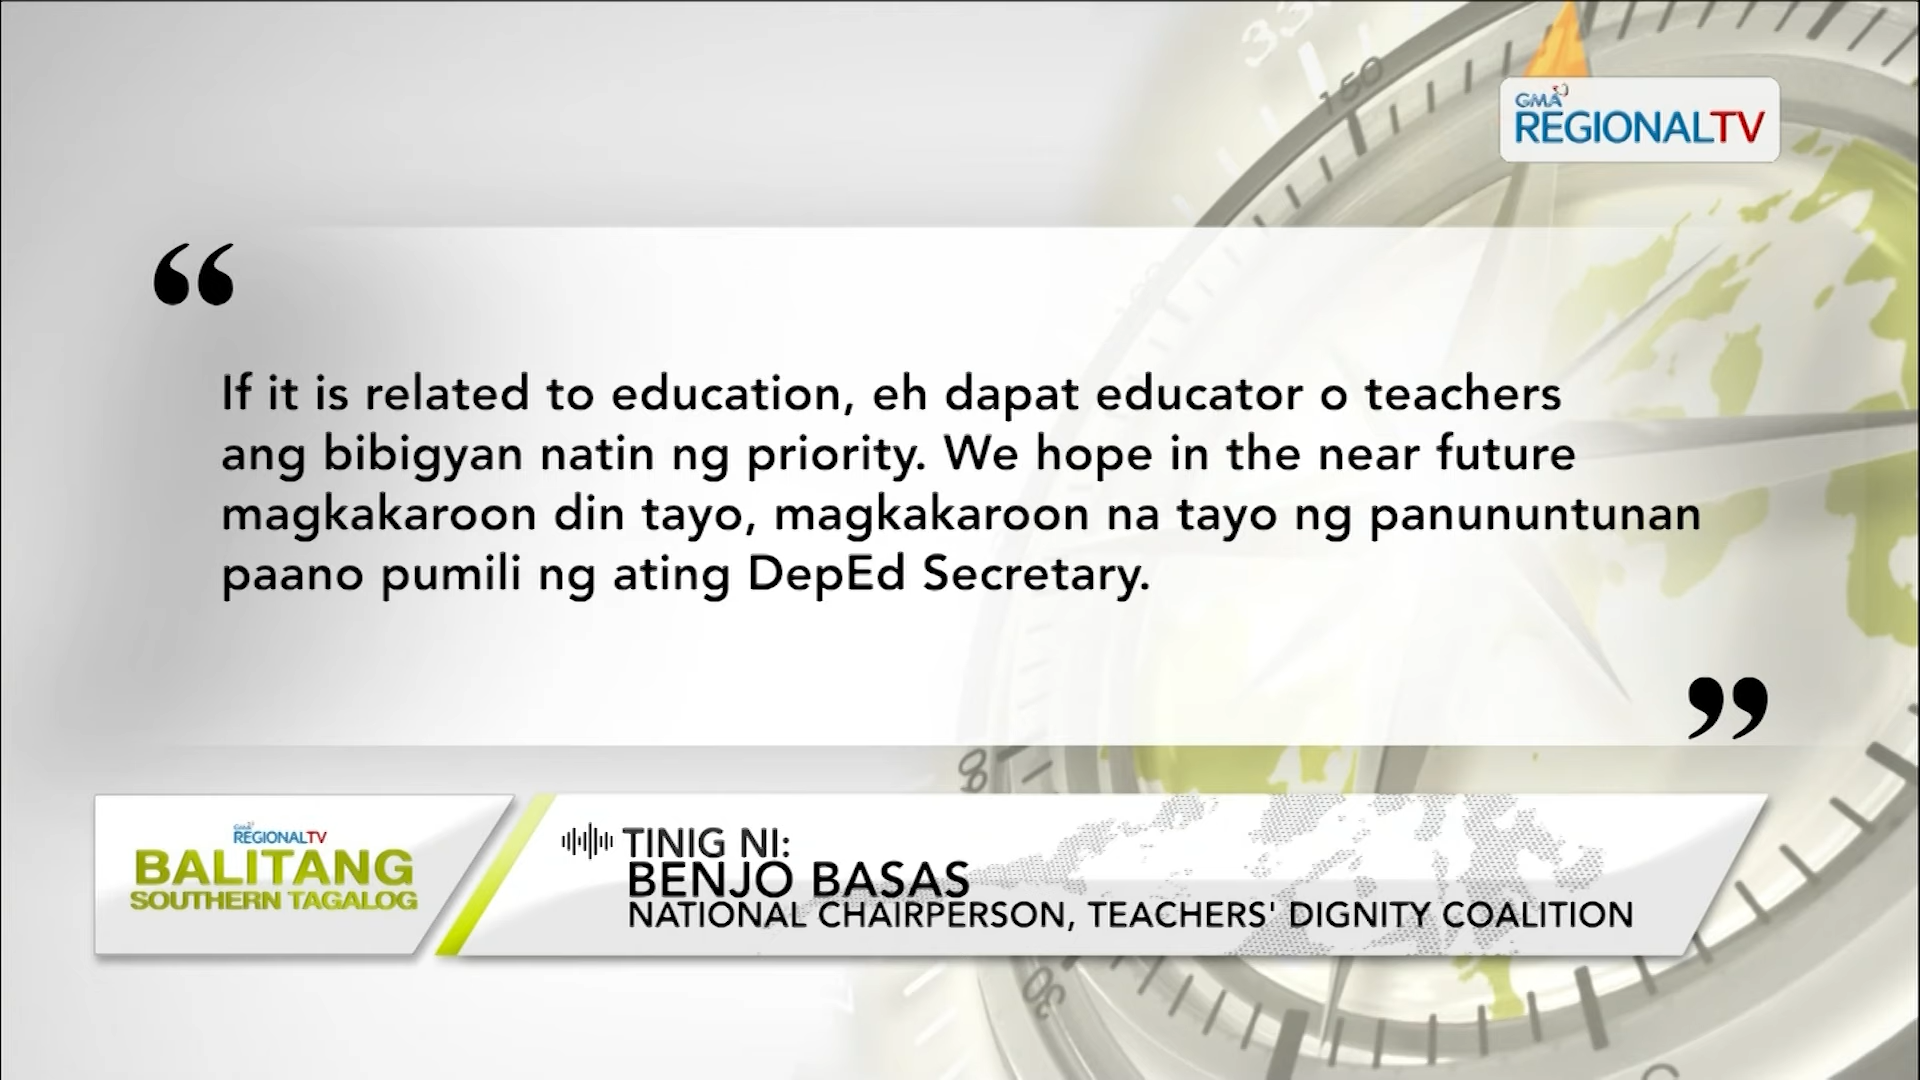 GMA
REGIONALTV
“
If it is related to education, eh dapat educator o teachers
ang bibigyan natin ng priority. We hope in the near future
magkakaroon din tayo, magkakaroon na tayo ng panununtunan
paano pumili ng ating DepEd Secretary.
”
GMA
REGIONALTV
BALITANG
SOUTHERN TAGALOG
TINIG NI:
BENJO BASAS
NATIONAL CHAIRPERSON, TEACHERS' DIGNITY COALITION
150
30